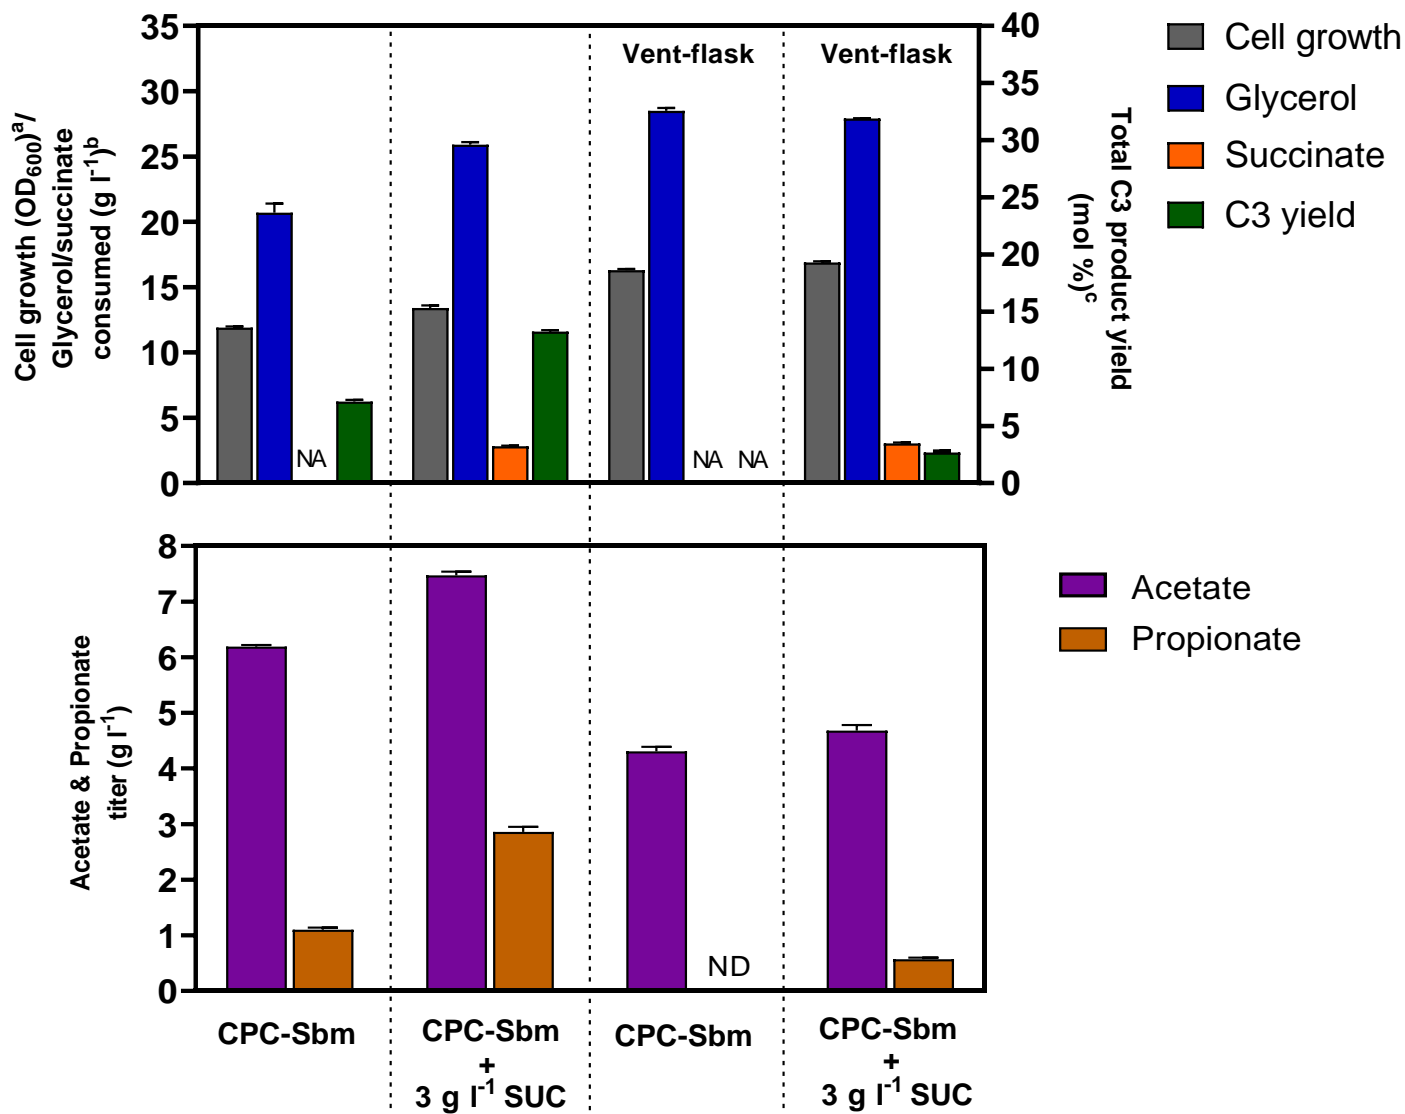 Cell growth (OD600)a/
Glycerol/succinate
consumed (g l-1)b
35
30
25
20
15
10
5
0
Vent-flask
Vent-flask
NA
NA
NA
40
35
30
25
20
15
10
5
0
Total C3 product yield
(mol %)c
Cell growth
Glycerol
Succinate
C3 yield
Acetate & Propionate
titer (g l-1)
8
7
6
5
4
3
2
1
0
ND
Acetate
Propionate
CPC-Sbm
CPC-Sbm
+
3 g l-1 SUC
CPC-Sbm
CPC-Sbm
+
3 g l-1 SUC